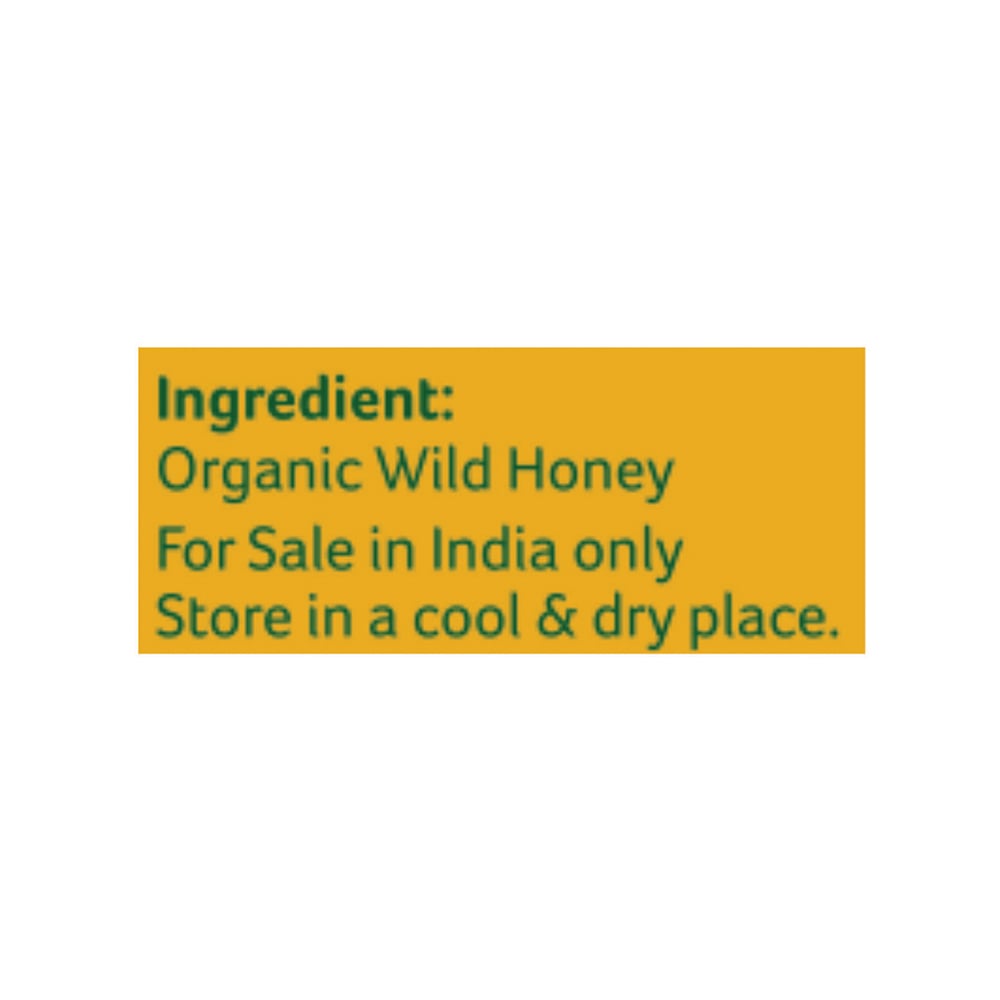 Ingredient:
Organic Wild Honey
For Sale in India only
Store in a cool & dry place.